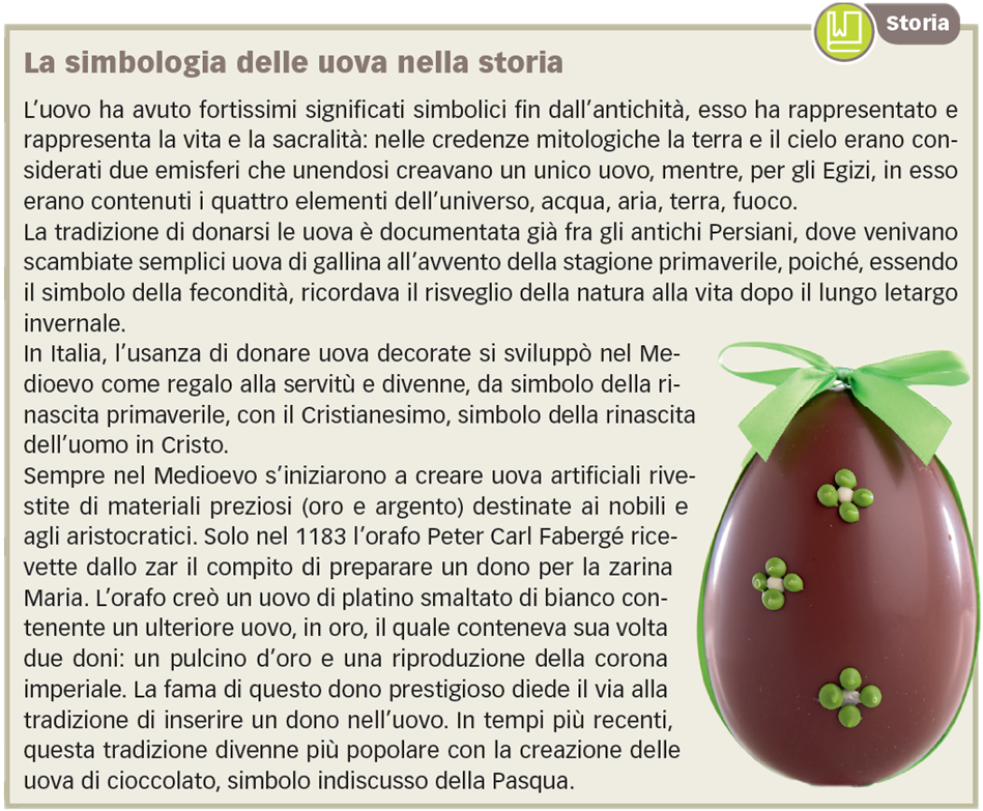 Storia
La simbologia delle uova nella storia
L’uovo ha avuto fortissimi significati simbolici fin dall’antichità, esso ha rappresentato e
rappresenta la vita e la sacralità: nelle credenze mitologiche la terra e il cielo erano con-
siderati due emisferi che unendosi creavano un unico uovo, mentre, per gli Egizi, in esso
erano contenuti i quattro elementi dell’universo, acqua, aria, terra, fuoco.
La tradizione di donarsi le uova è documentata già fra gli antichi Persiani, dove venivano
scambiate semplici uova di gallina all’avvento della stagione primaverile, poiché, essendo
il simbolo della fecondità, ricordava il risveglio della natura alla vita dopo il lungo letargo
invernale.
In Italia, l’usanza di donare uova decorate si sviluppò nel Me-
dioevo come regalo alla servitù e divenne, da simbolo della ri-
nascita primaverile, con il Cristianesimo, simbolo della rinascita
dell’uomo in Cristo.
Sempre nel Medioevo s’iniziarono a creare uova artificiali rive-
stite di materiali preziosi (oro e argento) destinate ai nobili e
agli aristocratici. Solo nel 1183 l’orafo Peter Carl Fabergé rice-
vette dallo zar il compito di preparare un dono per la zarina
Maria. L’orafo creò un uovo di platino smaltato di bianco con-
tenente un ulteriore uovo, in oro, il quale conteneva sua volta
due doni: un pulcino d’oro e una riproduzione della corona
imperiale. La fama di questo dono prestigioso diede il via alla
tradizione di inserire un dono nell’uovo. In tempi più recenti,
questa tradizione divenne più popolare con la creazione delle
uova di cioccolato, simbolo indiscusso della Pasqua.